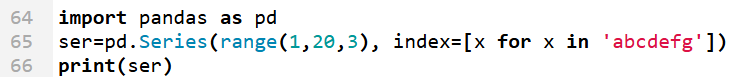 64 import pandas as pd
65 ser=pd.Series(range(1,20,3), index=[x for x in 'abcdefg'])
66 print(ser)